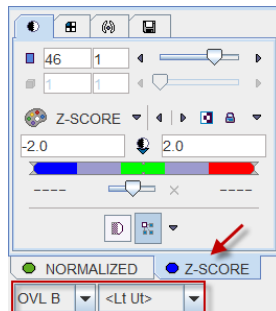 46 1
1 1
Z-SCORE
-2.0 2.0
---- ----
NORMALIZED Z-SCORE
OVL B <Lt Ut>